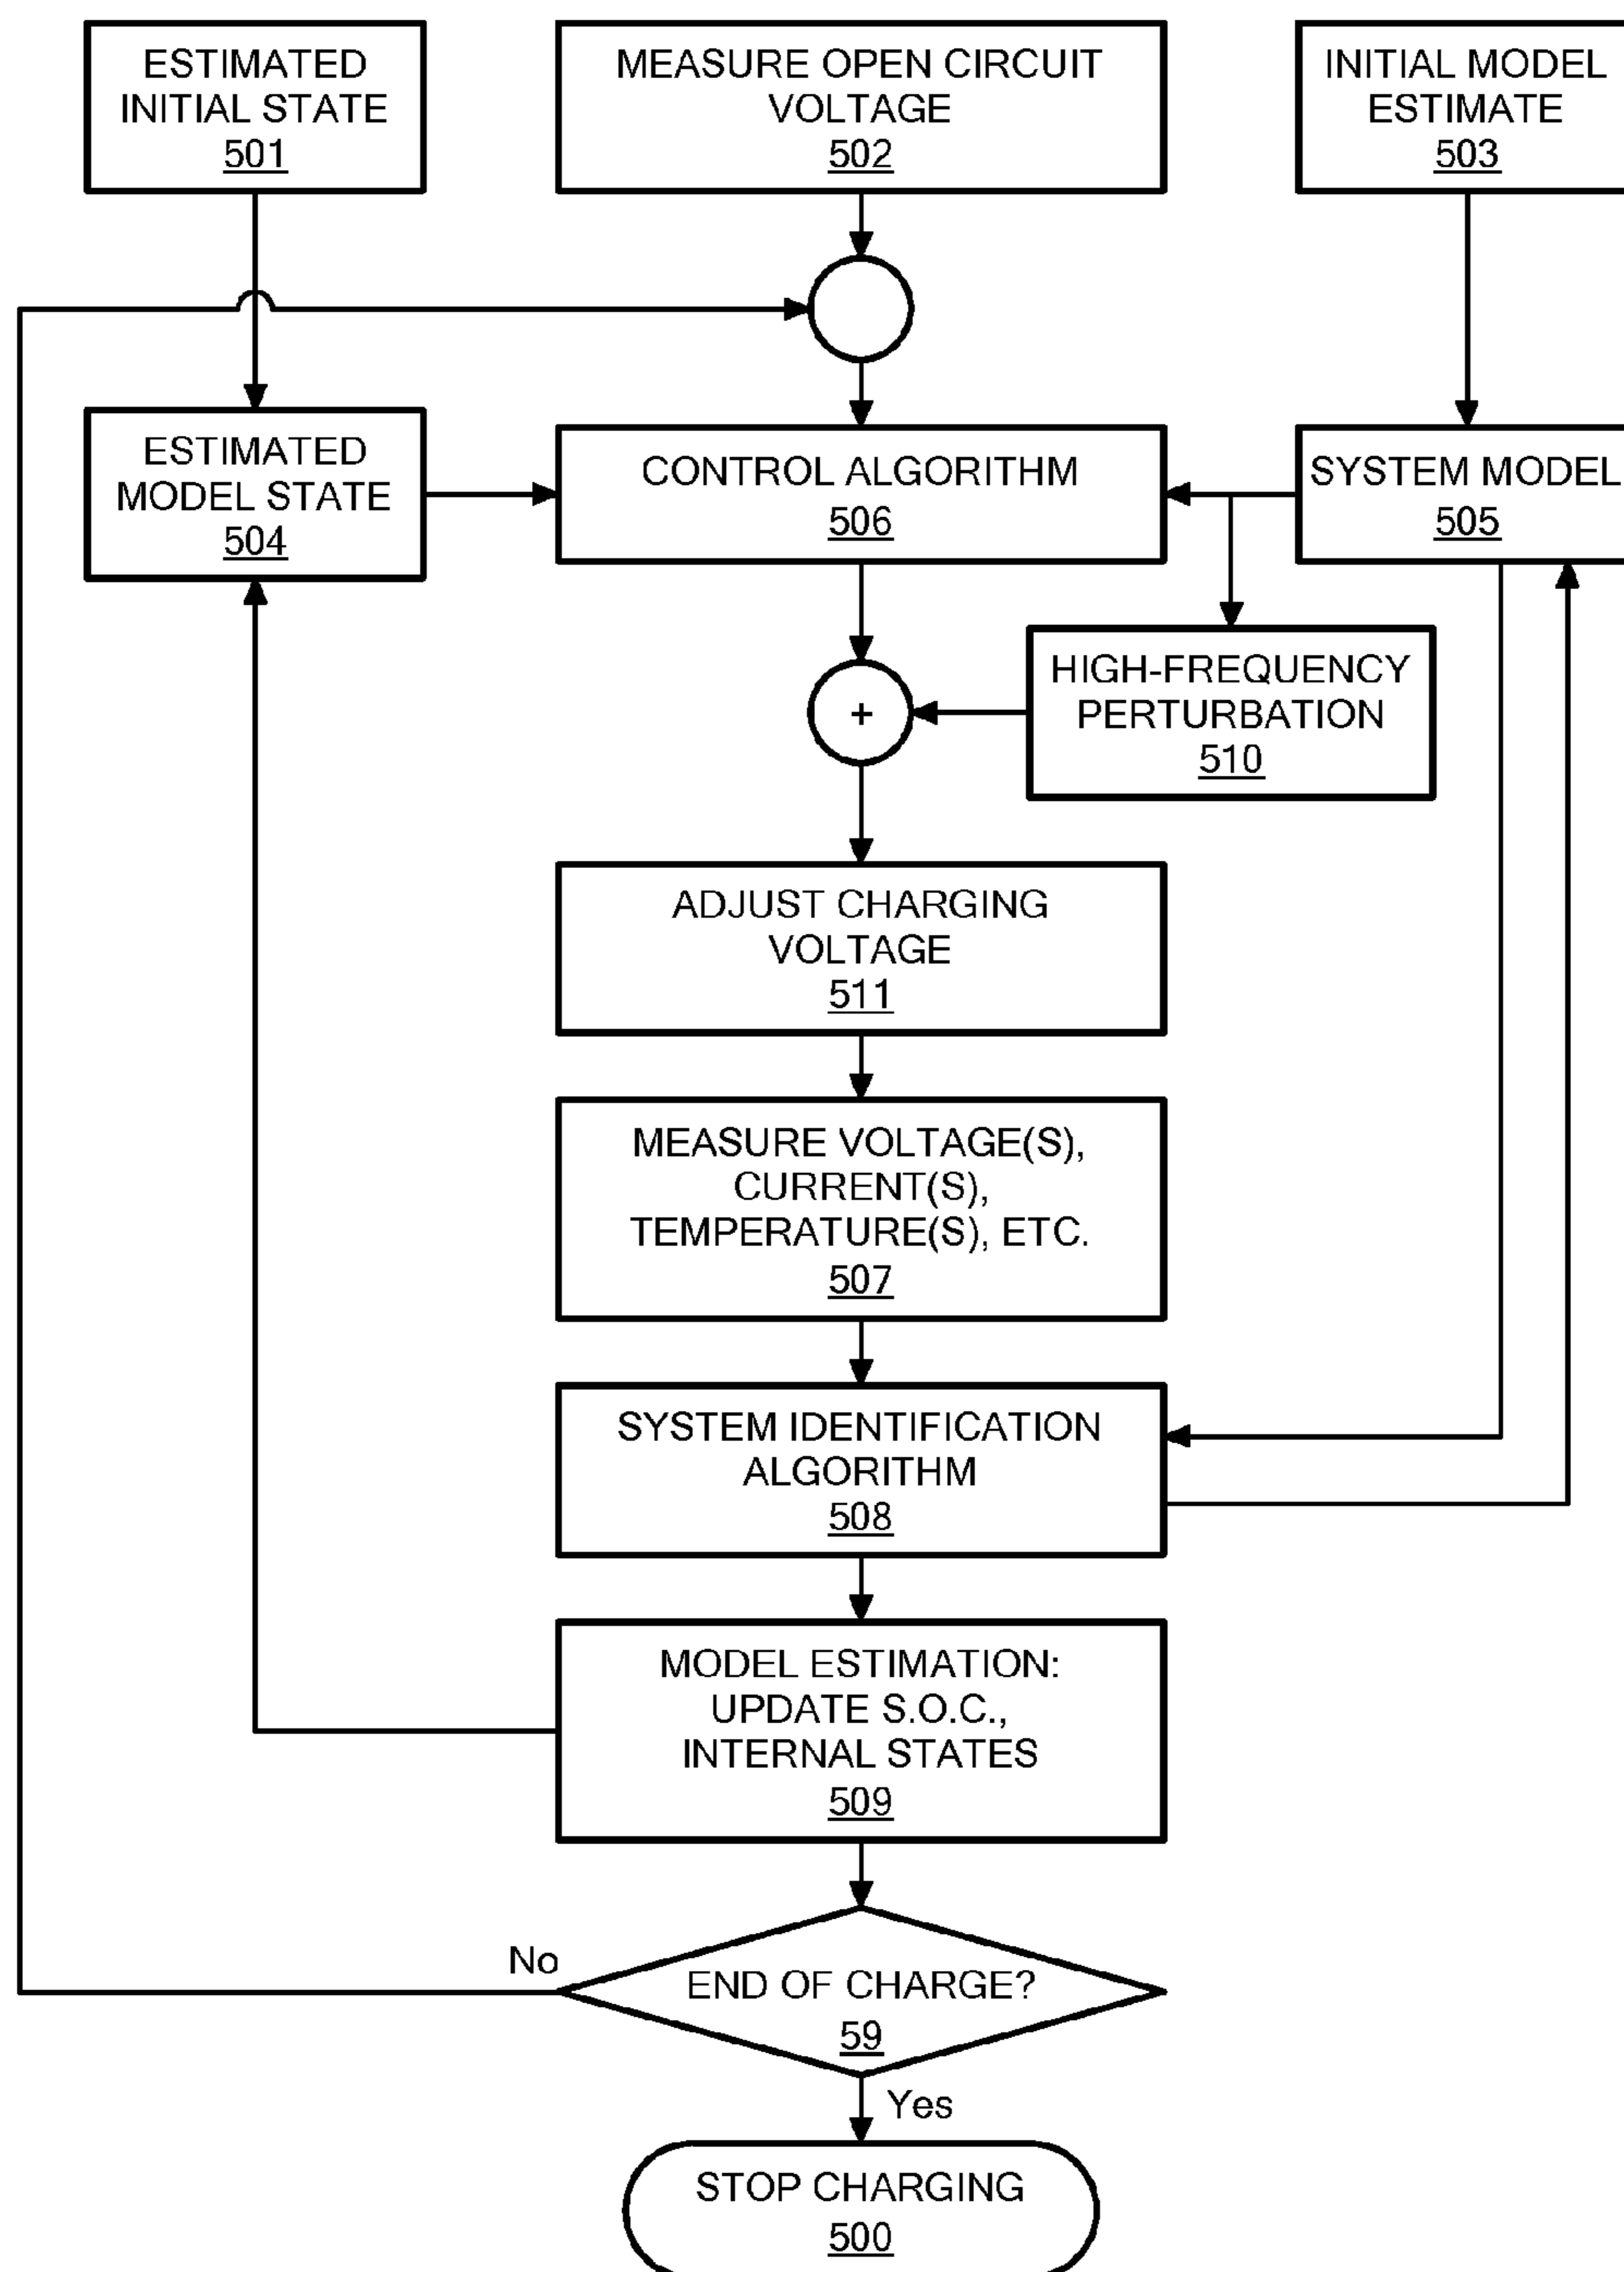 ESTIMATED
INITIAL STATE
501
MEASURE OPEN CIRCUIT
VOLTAGE
502
INITIAL MODEL
ESTIMATE
503
ESTIMATED
MODEL STATE
504
CONTROL ALGORITHM
506
SYSTEM MODEL
505
HIGH-FREQUENCY
PERTURBATION
510
+
ADJUST CHARGING
VOLTAGE
511
MEASURE VOLTAGE(S),
CURRENT(S),
TEMPERATURE(S), ETC.
507
SYSTEM IDENTIFICATION
ALGORITHM
508
MODEL ESTIMATION:
UPDATE S.O.C.,
INTERNAL STATES
509
No
END OF CHARGE?
59
Yes
STOP CHARGING
500